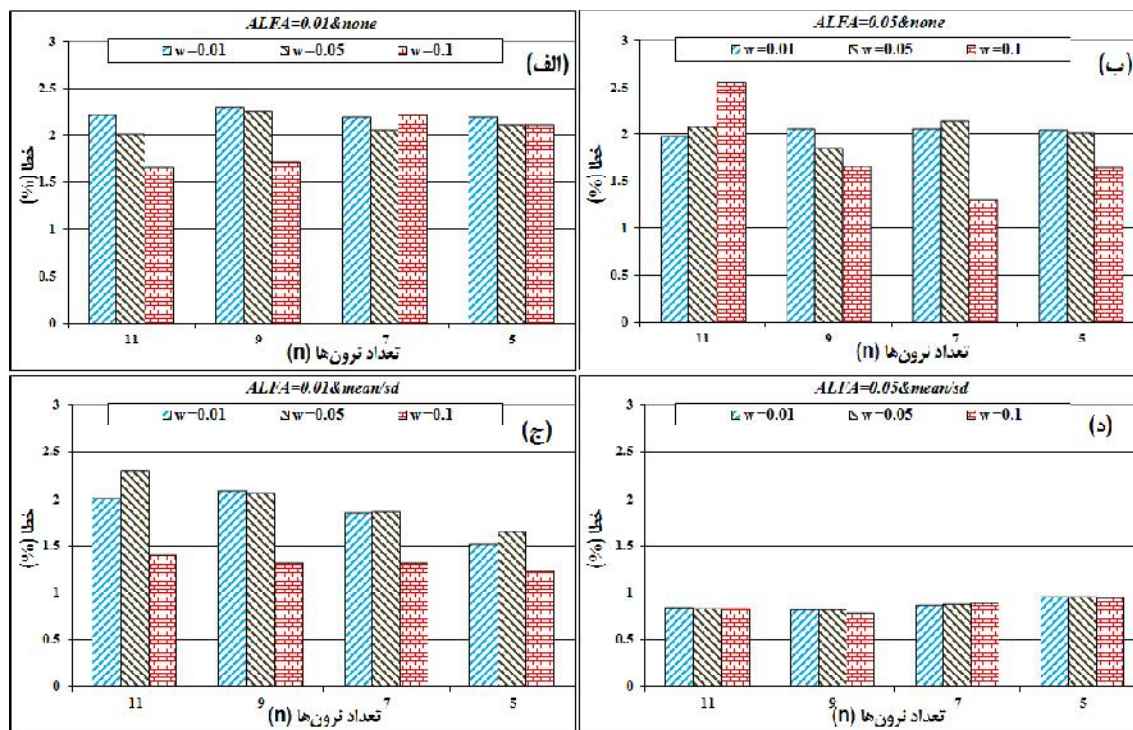 ALFA=0.01&none
w=0.01 w=0.05 w=0.1
(الف)
3
2.5
2
1.5
1
0.5
0
خطا (%)
11 9 7 5
تعداد نرون‌ها (n)
ALFA=0.05&none
w=0.01 w=0.05 w=0.1
(ب)
3
2.5
2
1.5
1
0.5
0
خطا (%)
11 9 7 5
تعداد نرون‌ها (n)
ALFA=0.01&mean/sd
w=0.01 w=0.05 w=0.1
(ج)
3
2.5
2
1.5
1
0.5
0
خطا (%)
11 9 7 5
تعداد نرون‌ها (n)
ALFA=0.05&mean/sd
w=0.01 w=0.05 w=0.1
(د)
3
2.5
2
1.5
1
0.5
0
خطا (%)
11 9 7 5
تعداد نرون‌ها (n)